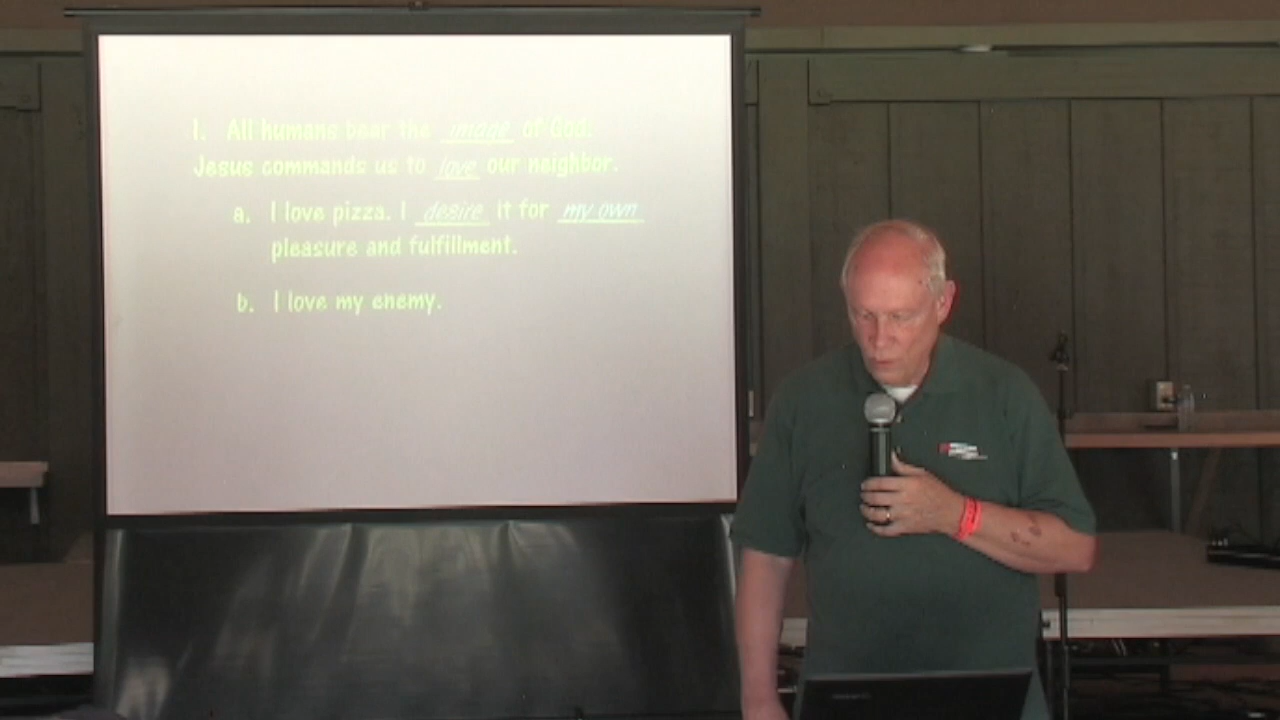 1. All humans bear the image of God.
Jesus commands us to love our neighbor.
a. I love pizza. I desire it for my own
pleasure and fulfillment.
b. I love my enemy.